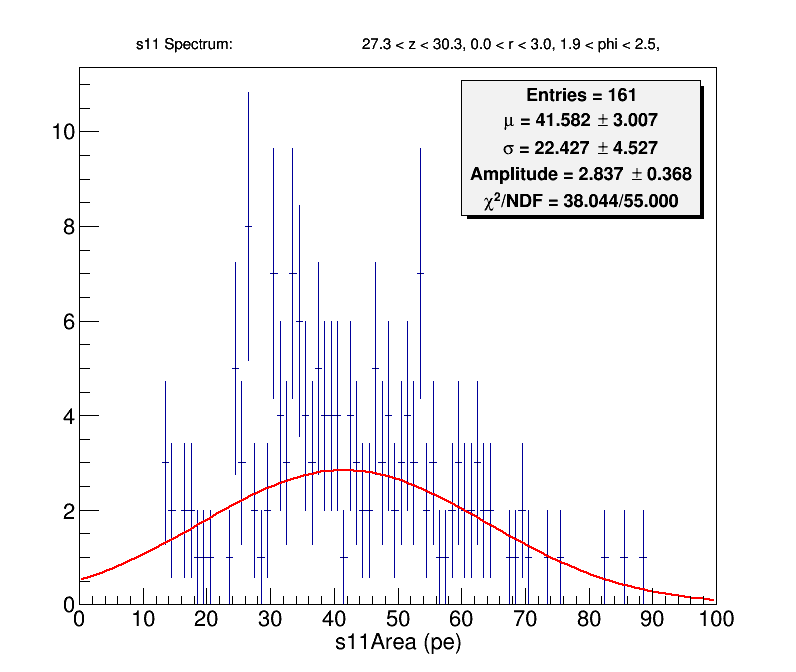 s11 Spectrum: 27.3 < z < 30.3, 0.0 < r < 3.0, 1.9 < phi < 2.5,
Entries = 161
μ = 41.582 ± 3.007
σ = 22.427 ± 4.527
Amplitude = 2.837 ± 0.368
χ²/NDF = 38.044/55.000
10
8
6
4
2
0
0 10 20 30 40 50 60 70 80 90 100
s11Area (pe)